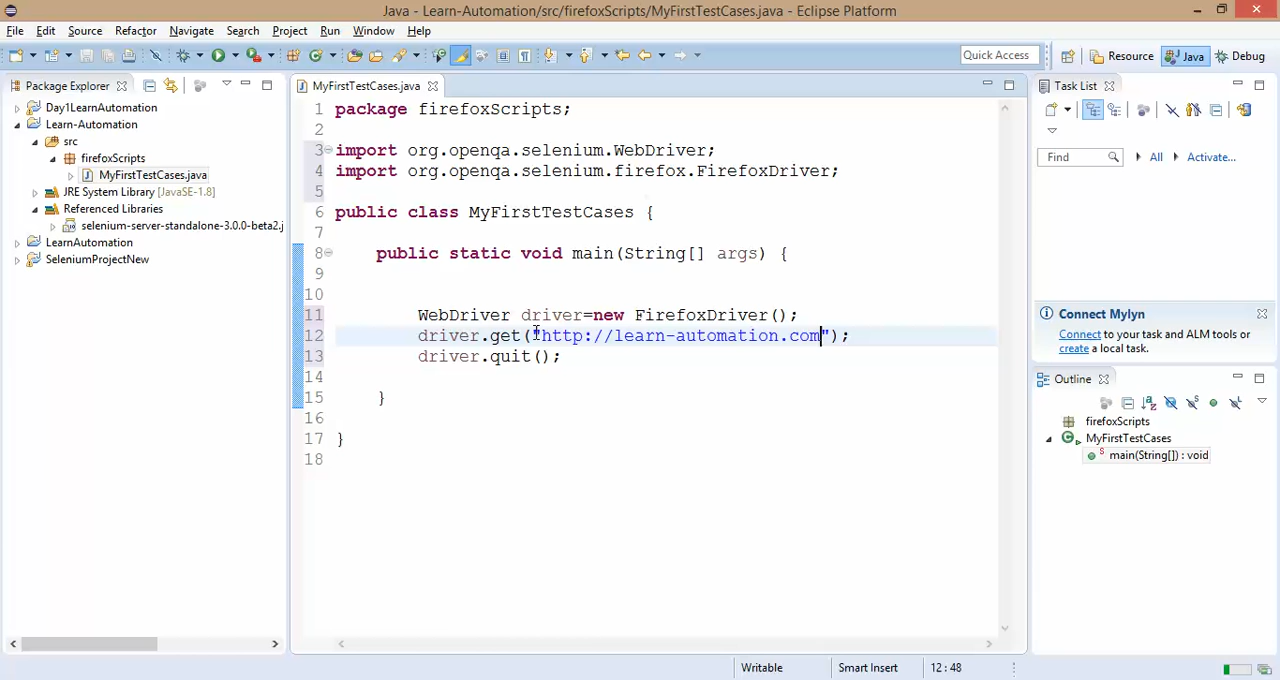 Java - Learn-Automation/src/firefoxScripts/MyFirstTestCases.java - Eclipse Platform
File Edit Source Refactor Navigate Search Project Run Window Help
Quick Access
Resource Java Debug
Package Explorer
Day1LearnAutomation
Learn-Automation
src
firefoxScripts
MyFirstTestCases.java
JRE System Library [JavaSE-1.8]
Referenced Libraries
selenium-server-standalone-3.0.0-beta2.j
LearnAutomation
SeleniumProjectNew
MyFirstTestCases.java
1 package firefoxScripts;
2
3 import org.openqa.selenium.WebDriver;
4 import org.openqa.selenium.firefox.FirefoxDriver;
5
6 public class MyFirstTestCases {
7
8 public static void main(String[] args) {
9
10
11 WebDriver driver=new FirefoxDriver();
12 driver.get("http://learn-automation.com");
13 driver.quit();
14
15 }
16
17 }
18
Task List
Find All Activate...
Connect Mylyn
Connect to your task and ALM tools or
create a local task.
Outline
firefoxScripts
MyFirstTestCases
main(String[]) : void
Writable Smart Insert 12 : 48